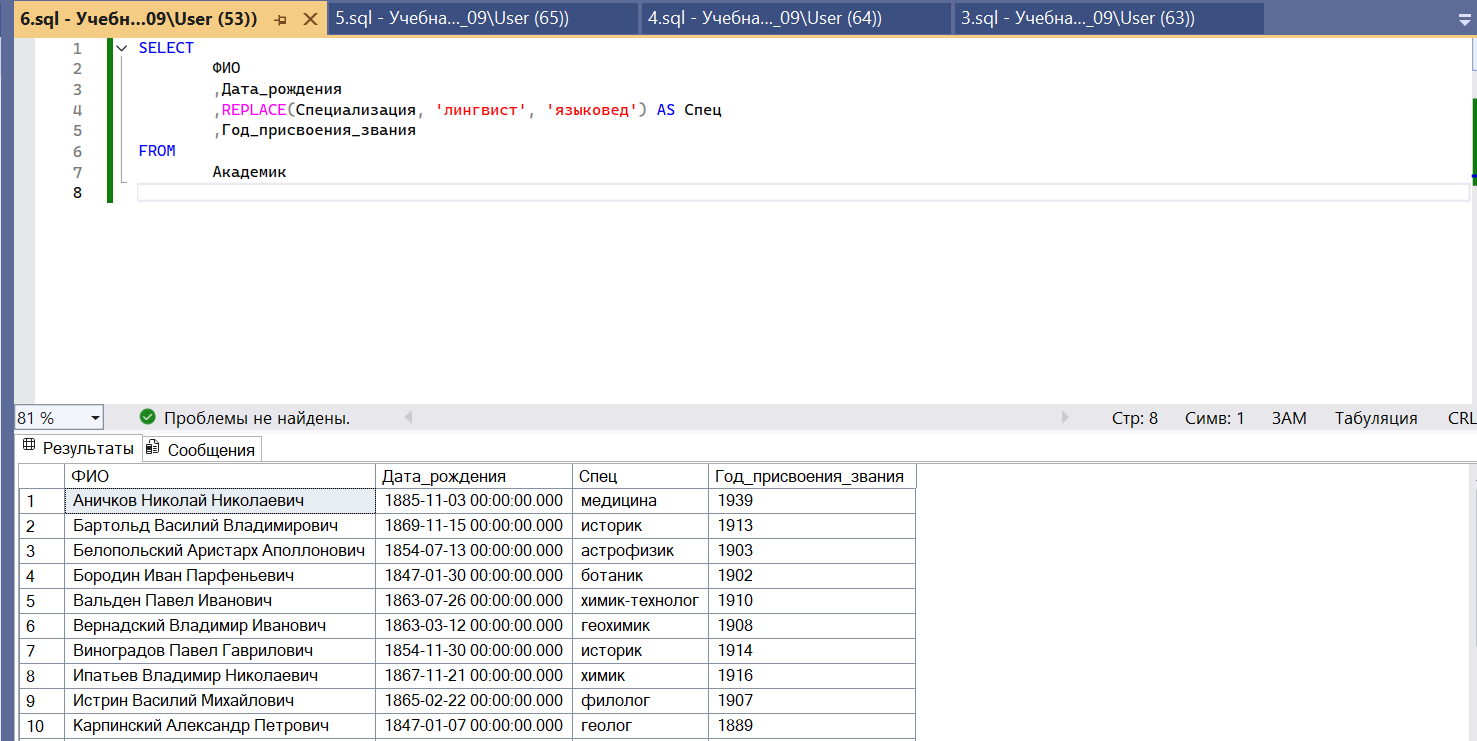 6.sql - Учебн...09\User (53)) 5.sql - Учебна..._09\User (65)) 4.sql - Учебна..._09\User (64)) 3.sql - Учебна..._09\User (63))
1 SELECT
2 ФИО
3 ,Дата_рождения
4 ,REPLACE(Специализация, 'лингвист', 'языковед') AS Спец
5 ,Год_присвоения_звания
6 FROM
7 Академик
8
81 % Проблемы не найдены. Стр: 8 Симв: 1 ЗАМ Табуляция CRL
Результаты Сообщения
ФИО Дата_рождения Спец Год_присвоения_звания
1 Аничков Николай Николаевич 1885-11-03 00:00:00.000 медицина 1939
2 Бартольд Василий Владимирович 1869-11-15 00:00:00.000 историк 1913
3 Белопольский Аристарх Аполлонович 1854-07-13 00:00:00.000 астрофизик 1903
4 Бородин Иван Парфеньевич 1847-01-30 00:00:00.000 ботаник 1902
5 Вальден Павел Иванович 1863-07-26 00:00:00.000 химик-технолог 1910
6 Вернадский Владимир Иванович 1863-03-12 00:00:00.000 геохимик 1908
7 Виноградов Павел Гаврилович 1854-11-30 00:00:00.000 историк 1914
8 Ипатьев Владимир Николаевич 1867-11-21 00:00:00.000 химик 1916
9 Истрин Василий Михайлович 1865-02-22 00:00:00.000 филолог 1907
10 Карпинский Александр Петрович 1847-01-07 00:00:00.000 геолог 1889